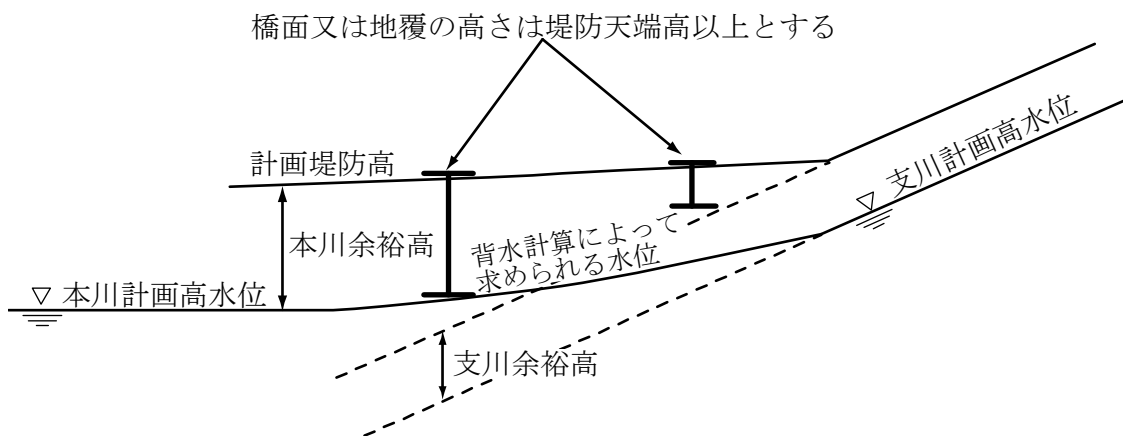 橋面又は地覆の高さは堤防天端高以上とする
計画堤防高
支川計画高水位
本川余裕高
背水計算によって
求められる水位
本川計画高水位
支川余裕高